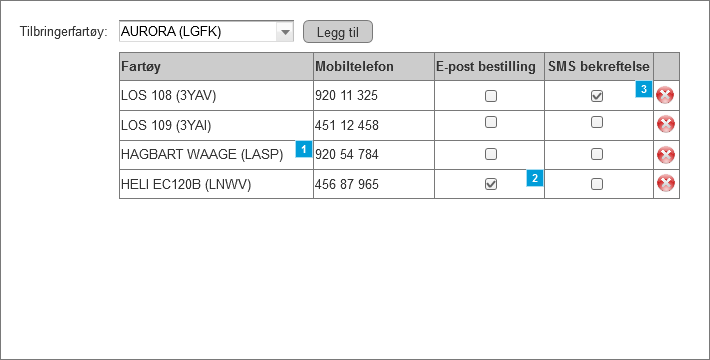 Tilbringerfartøy: AURORA (LGFK) Legg til
Fartøy Mobiltelefon E-post bestilling SMS bekreftelse
LOS 108 (3YAV) 920 11 325 3
LOS 109 (3YAI) 451 12 458
HAGBART WAAGE (LASP) 1 920 54 784
HELI EC120B (LNWV) 456 87 965 2